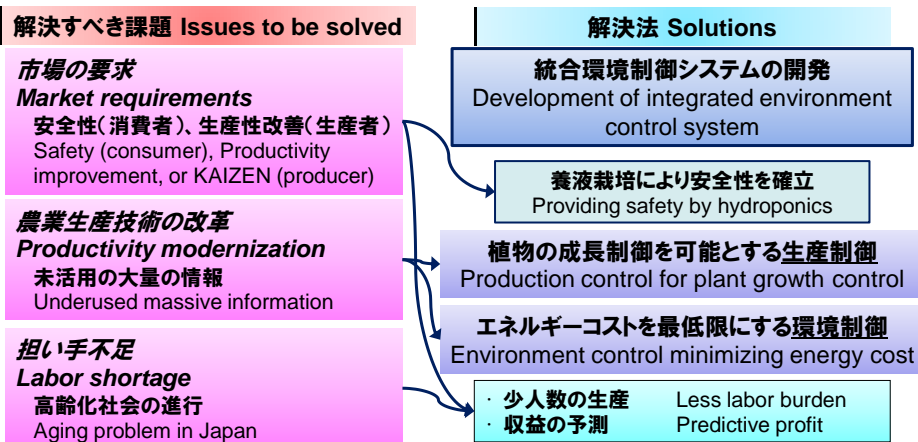 解決すべき課題 Issues to be solved
市場の要求
Market requirements
安全性(消費者)、生産性改善(生産者)
Safety (consumer), Productivity
improvement, or KAIZEN (producer)
農業生産技術の改革
Productivity modernization
未活用の大量の情報
Underused massive information
担い手不足
Labor shortage
高齢化社会の進行
Aging problem in Japan
解決法 Solutions
統合環境制御システムの開発
Development of integrated environment
control system
養液栽培により安全性を確立
Providing safety by hydroponics
植物の成長制御を可能とする生産制御
Production control for plant growth control
エネルギーコストを最低限にする環境制御
Environment control minimizing energy cost
· 少人数の生産 Less labor burden
· 収益の予測 Predictive profit